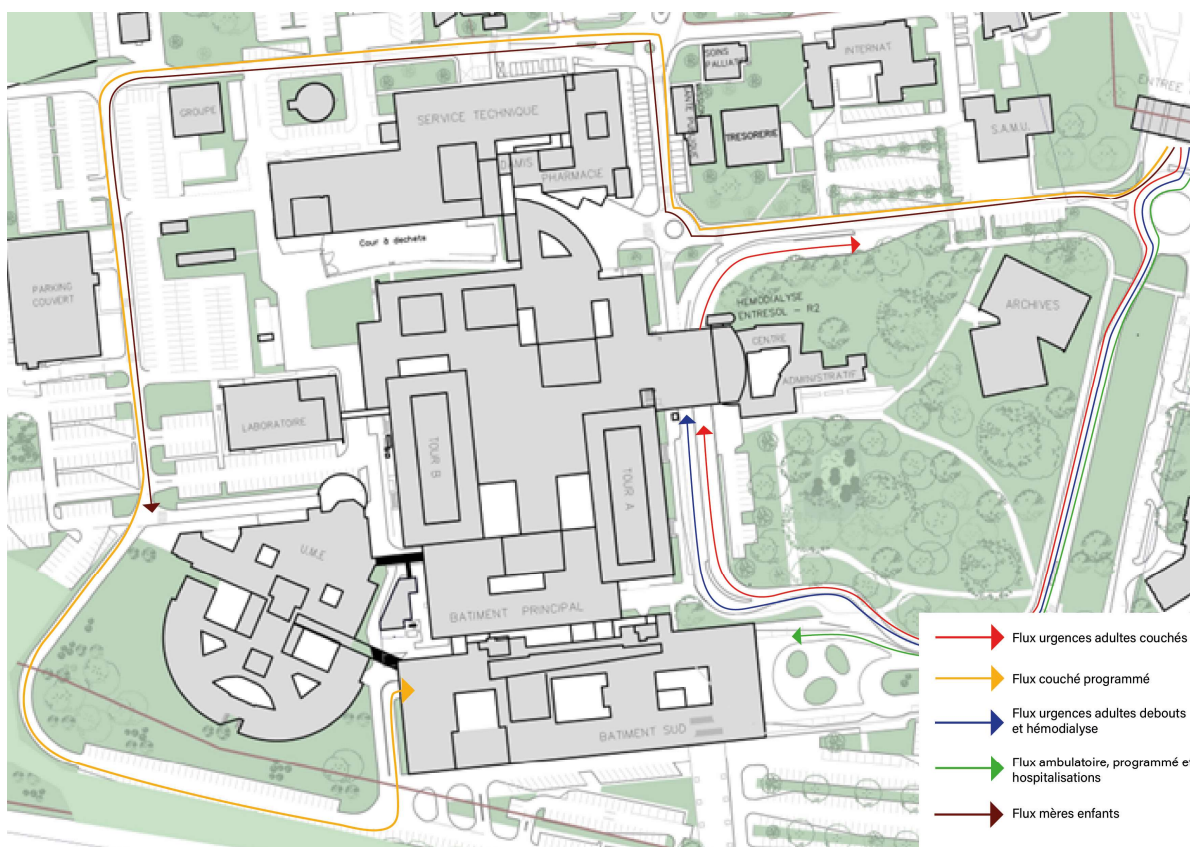 SOINS
PALLIAT
INTERNAT
ENTREE
GROUPE
SERVICE TECHNIQUE
TRESORERIE
S.A.M.U.
DAMIS
PHARMACIE
Cour à dechets
PARKING
COUVERT
HEMODIALYSE
ENTRESOL - R2
ARCHIVES
CENTRE
ADMINISTRATIF
LABORATOIRE
TOUR B
TOUR A
U.M.E
BATIMENT PRINCIPAL
BATIMENT SUD
Flux urgences adultes couchés
Flux couché programmé
Flux urgences adultes debouts
et hémodialyse
Flux ambulatoire, programmé et
hospitalisations
Flux mères enfants